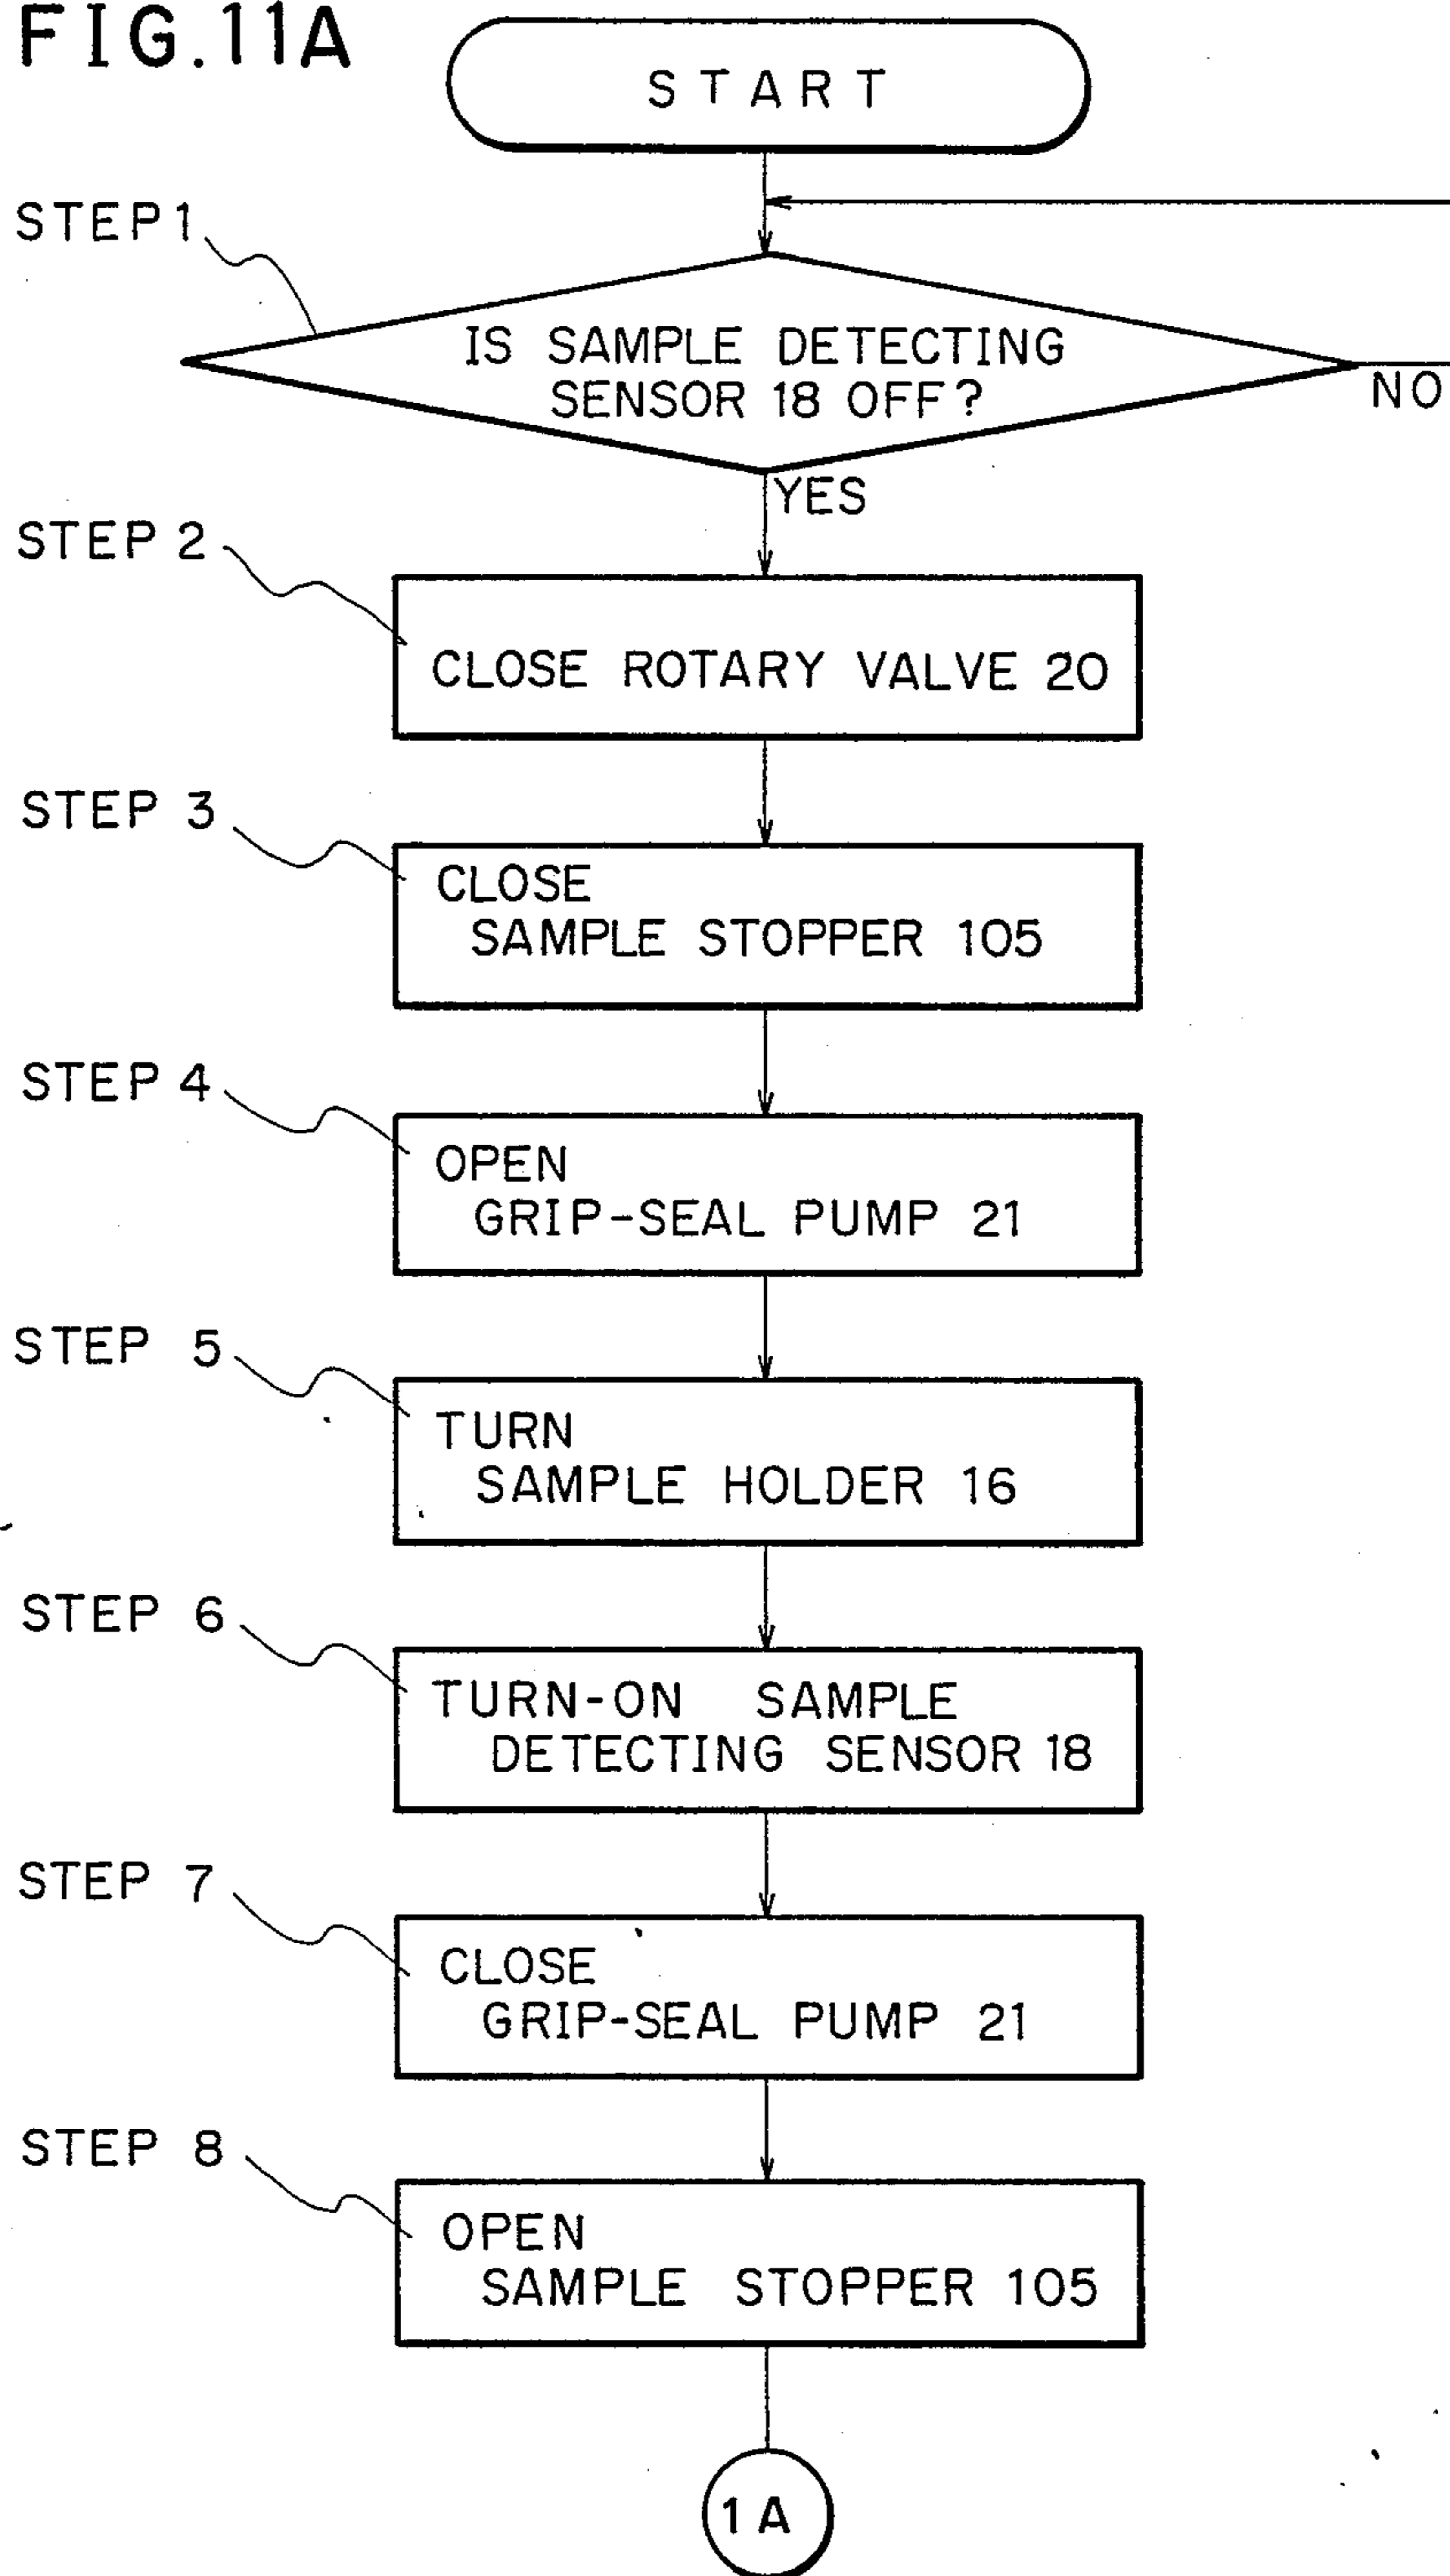 FIG.11A
START
STEP 1
IS SAMPLE DETECTING
SENSOR 18 OFF?
NO
YES
STEP 2
CLOSE ROTARY VALVE 20
STEP 3
CLOSE
SAMPLE STOPPER 105
STEP 4
OPEN
GRIP-SEAL PUMP 21
STEP 5
TURN
SAMPLE HOLDER 16
STEP 6
TURN-ON SAMPLE
DETECTING SENSOR 18
STEP 7
CLOSE
GRIP-SEAL PUMP 21
STEP 8
OPEN
SAMPLE STOPPER 105
1A